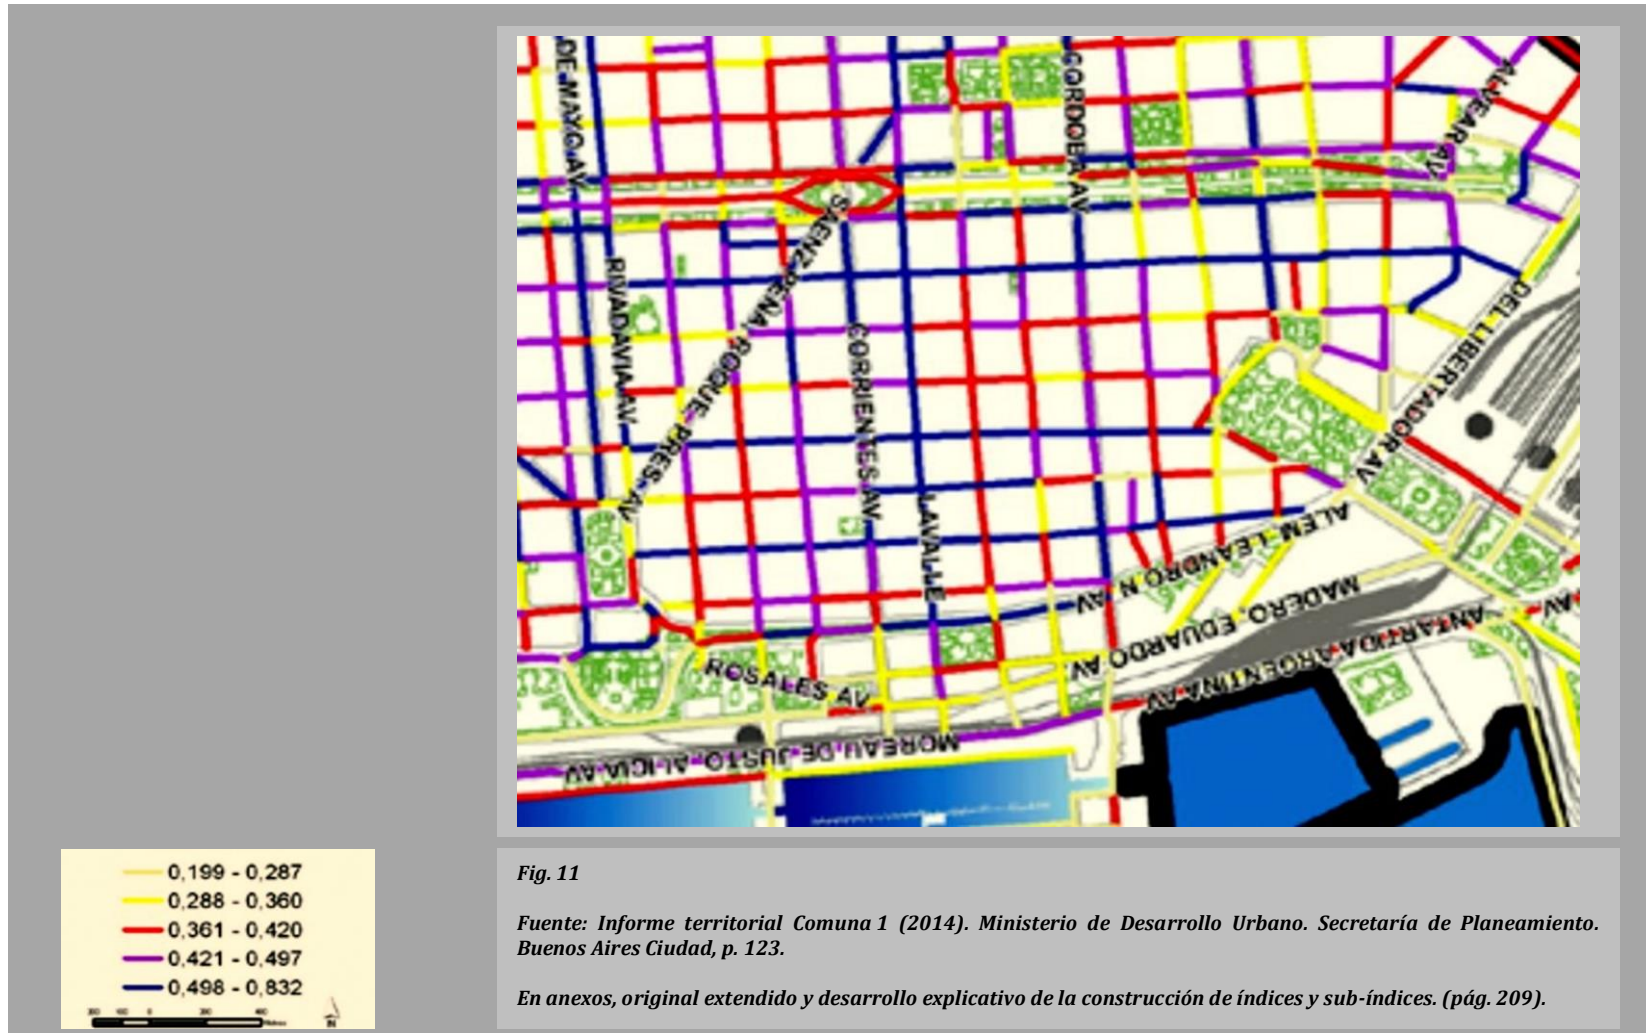 DE MAYO AV
CORDOBA AV
ALVEAR AV
SAENZ PEÑA, ROQUE PRES. AV
RIVADAVIA AV
CORRIENTES AV
DEL LIBERTADOR AV
LAVALLE
ALEM LEANDRO N AV
MADERO, EDUARDO AV.
ANTARTIDA ARGENTINA AV
AV
ROSALES AV
MOREAU DE JUSTO, ALICIA AV
0,199 - 0,287
0,288 - 0,360
0,361 - 0,420
0,421 - 0,497
0,498 - 0,832
N
Fig. 11
Fuente: Informe territorial Comuna 1 (2014). Ministerio de Desarrollo Urbano. Secretaría de Planeamiento.
Buenos Aires Ciudad, p. 123.
En anexos, original extendido y desarrollo explicativo de la construcción de índices y sub-índices. (pág. 209).